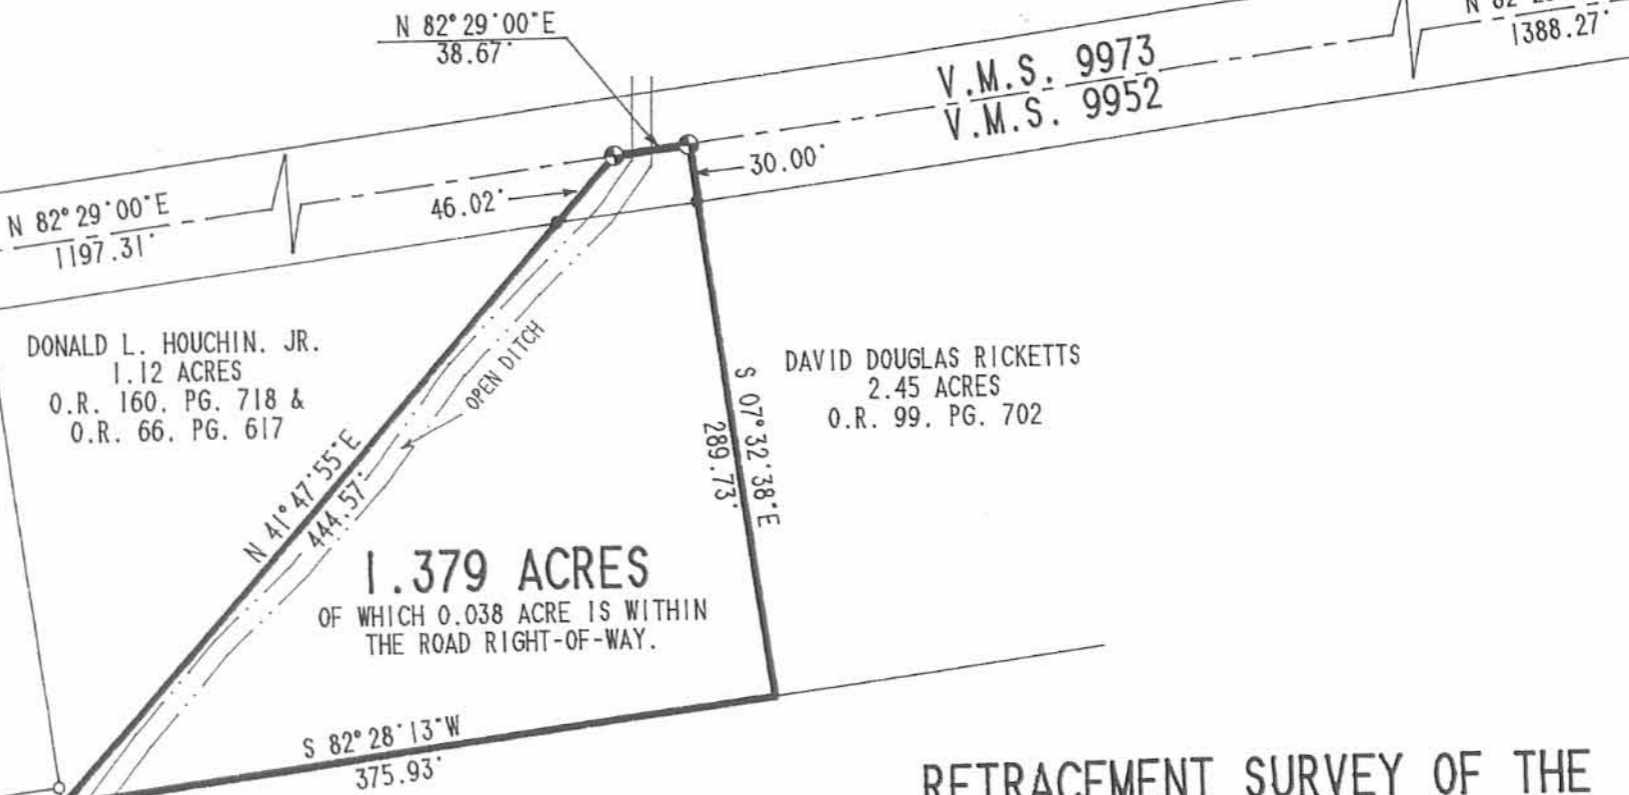 N 82° 29' 00" E
38.67'
N 82
1388.27'
V.M.S. 9973
V.M.S. 9952
30.00'
46.02'
N 82° 29' 00" E
1197.31'
DONALD L. HOUCHIN. JR.
1.12 ACRES
O.R. 160. PG. 718 &
O.R. 66. PG. 617
OPEN DITCH
DAVID DOUGLAS RICKETTS
2.45 ACRES
O.R. 99. PG. 702
S 07° 32' 38" E
289.73'
N 41° 47' 55" E
444.57'
1.379 ACRES
OF WHICH 0.038 ACRE IS WITHIN
THE ROAD RIGHT-OF-WAY.
S 82° 28' 13" W
375.93'
RETRACEMENT SURVEY OF THE